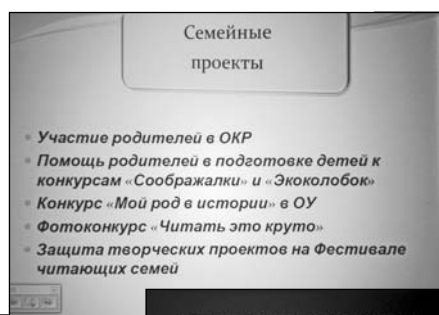 Семейные
проекты
Участие родителей в ОКР
Помощь родителей в подготовке детей к
конкурсам «Соображалки» и «Экоколобок»
Конкурс «Мой род в истории» в ОУ
Фотоконкурс «Читать это круто»
Защита творческих проектов на Фестивале
читающих семей